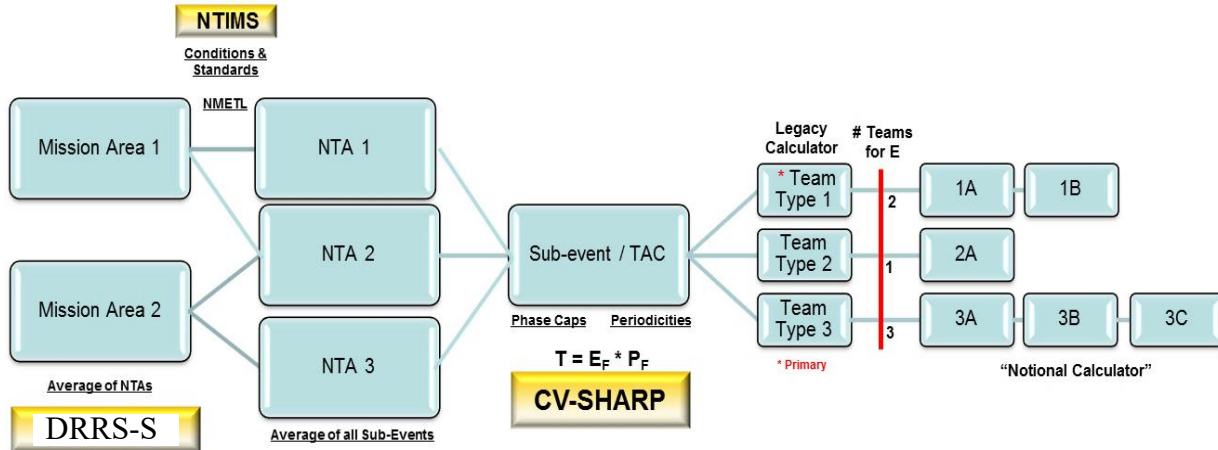 NTIMS
Conditions &
Standards
NMETL
Mission Area 1
NTA 1
NTA 2
Mission Area 2
NTA 3
Average of NTAs
DRRS-S
Average of all Sub-Events
Sub-event / TAC
Phase Caps
Periodicities
T = EF * PF
CV-SHARP
Legacy
Calculator
# Teams
for E
* Team
Type 1
2
1A
1B
Team
Type 2
1
2A
Team
Type 3
3
3A
3B
3C
* Primary
“Notional Calculator”